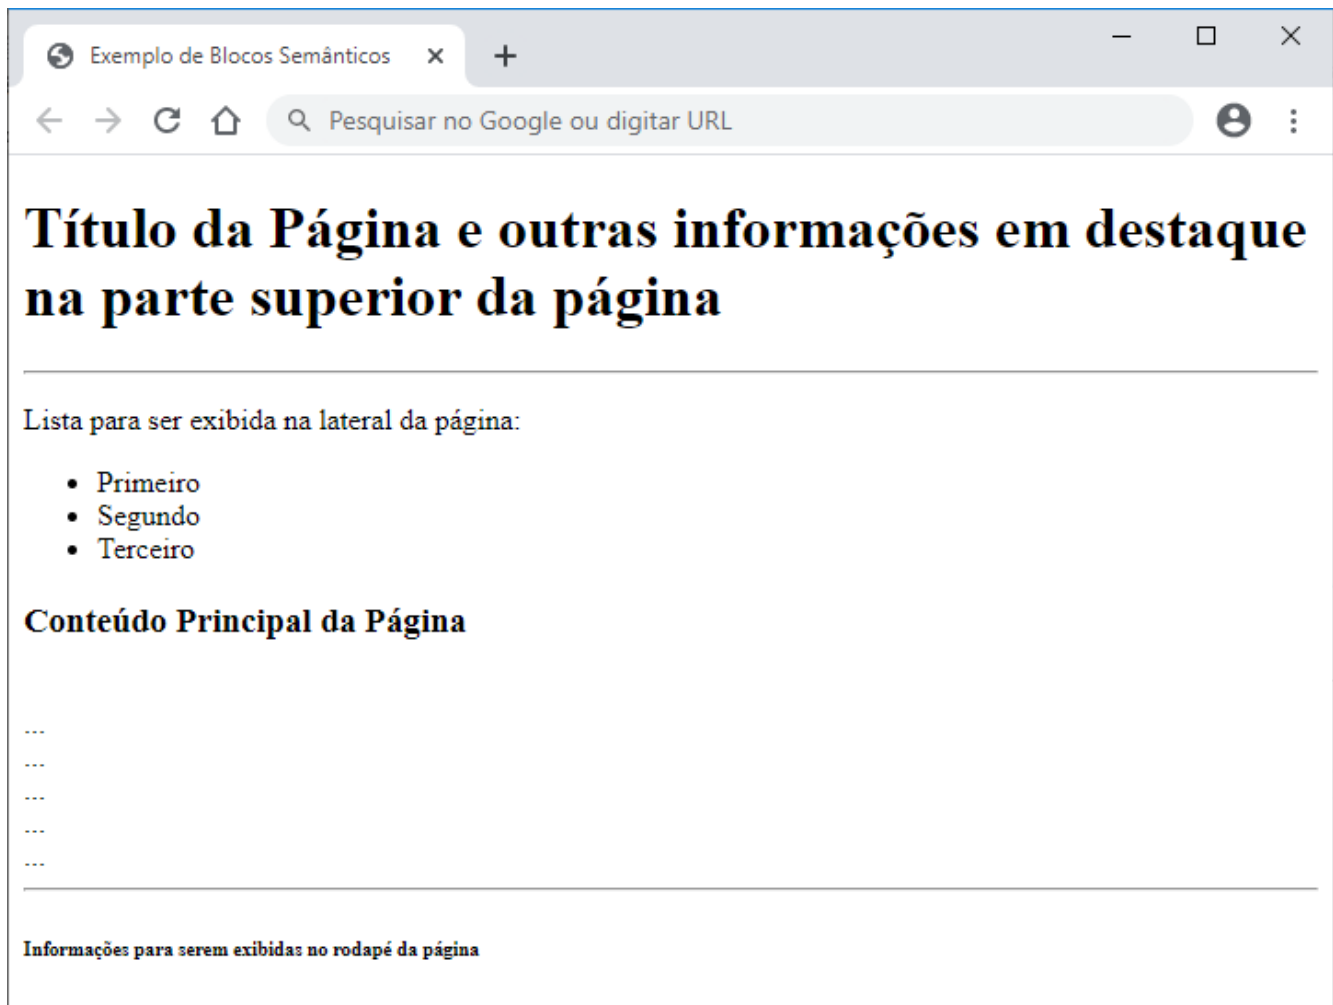 Exemplo de Blocos Semânticos
Pesquisar no Google ou digitar URL
Título da Página e outras informações em destaque
na parte superior da página
Lista para ser exibida na lateral da página:
• Primeiro
• Segundo
• Terceiro
Conteúdo Principal da Página
...
...
...
...
...
Informações para serem exibidas no rodapé da página